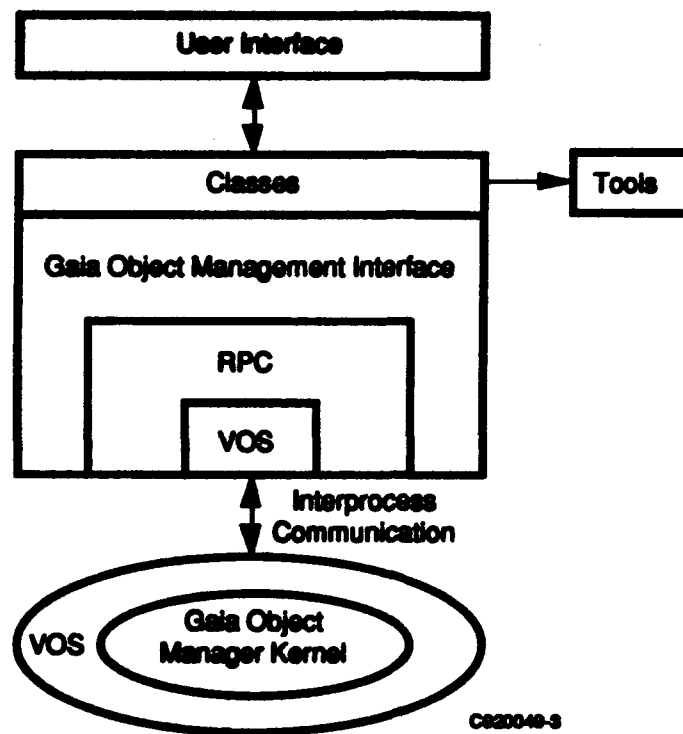 User Interface
Classes
Tools
Gaia Object Management Interface
RPC
VOS
Interprocess
Communication
VOS
Gaia Object
Manager Kernel
C920049-3